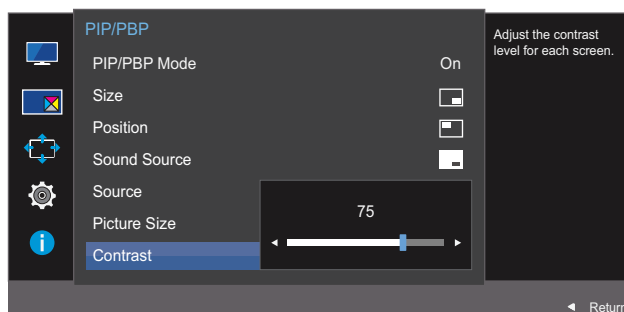 PIP/PBP
Adjust the contrast
level for each screen.
PIP/PBP Mode On
Size
Position
Sound Source
Source
Picture Size
75
Contrast
Return